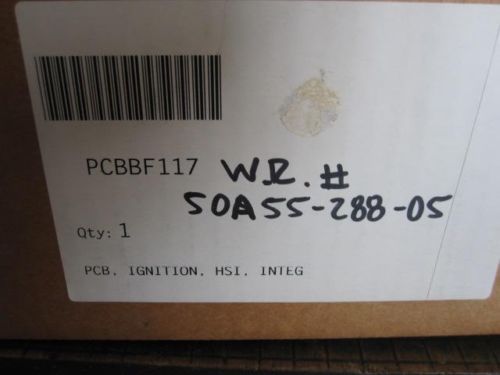 PCBBF117 W.R. #
50A55-288-05
Qty: 1
PCB, IGNITION, HSI, INTEG